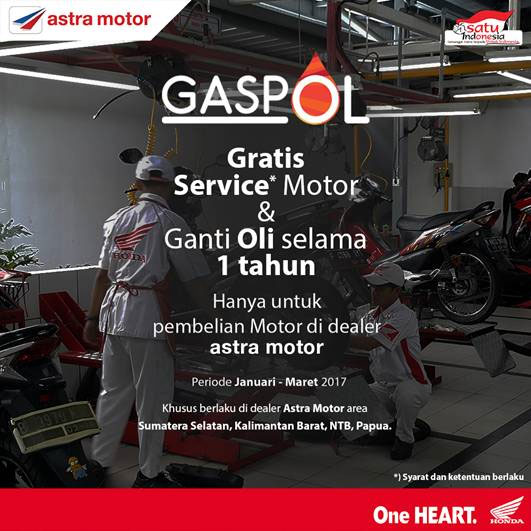 astra motor
satu
Indonesia
GASPOL
Gratis
Service* Motor
&
Ganti Oli selama
1 tahun
Hanya untuk
pembelian Motor di dealer
astra motor
Periode Januari - Maret 2017
Khusus berlaku di dealer Astra Motor area
Sumatera Selatan, Kalimantan Barat, NTB, Papua.
HONDA
*) Syarat dan ketentuan berlaku
One HEART.
HONDA